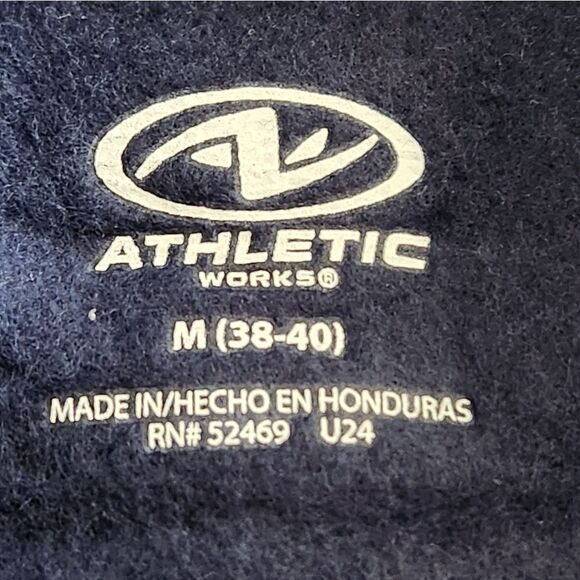 ATHLETIC
WORKS®
M (38-40)
MADE IN/HECHO EN HONDURAS
RN# 52469 U24